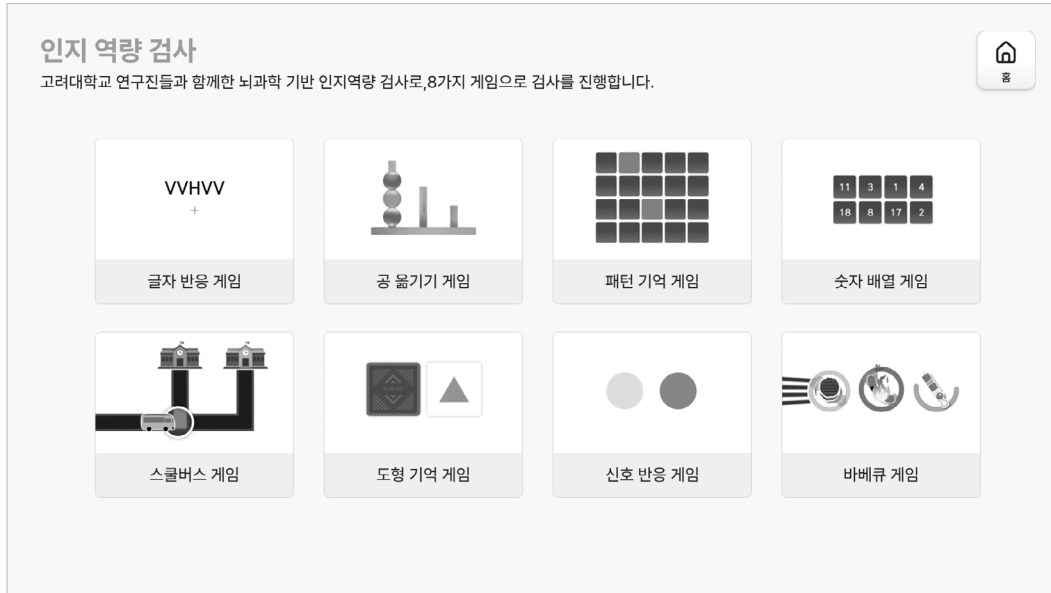 인지 역량 검사
고려대학교 연구진들과 함께한 뇌과학 기반 인지역량 검사로,8가지 게임으로 검사를 진행합니다.
홈
VVHVV
+
글자 반응 게임
공 옮기기 게임
패턴 기억 게임
11 3 1 4
18 8 17 2
숫자 배열 게임
스쿨버스 게임
도형 기억 게임
신호 반응 게임
바베큐 게임